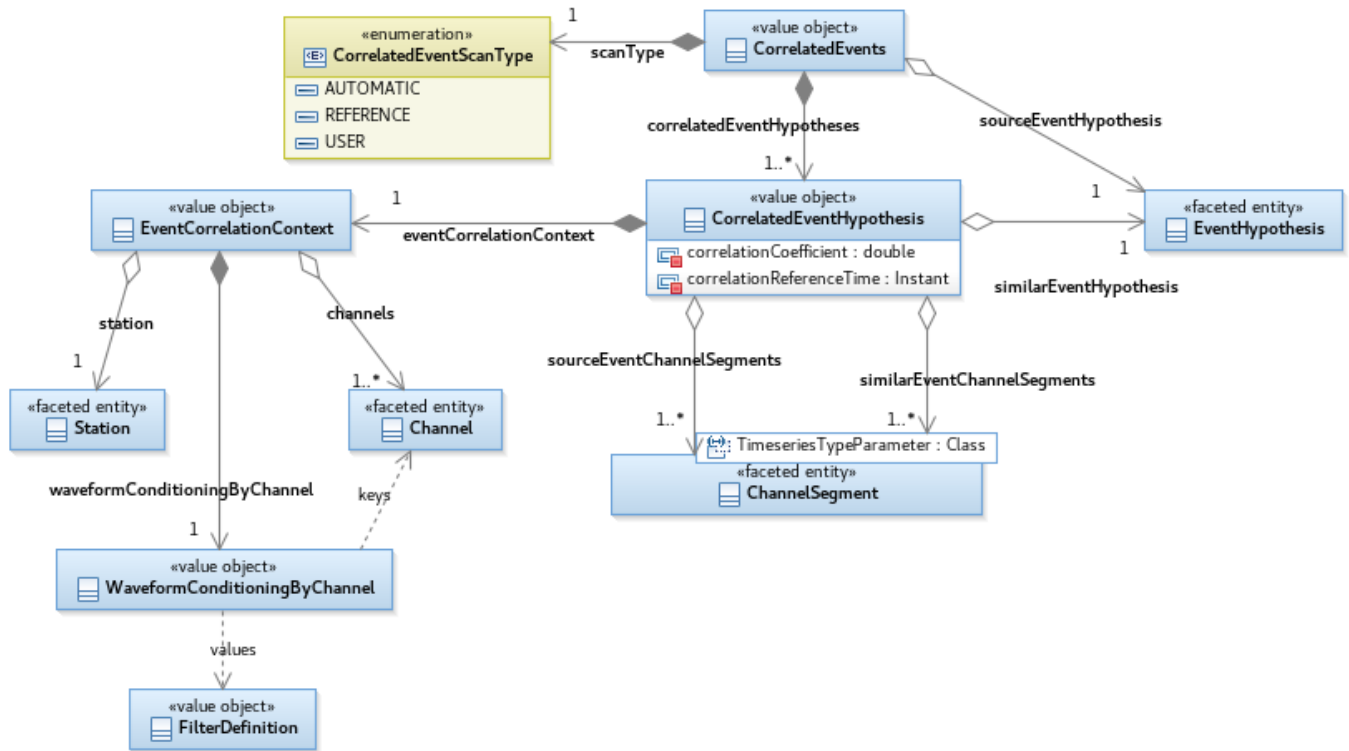 «enumeration»
CorrelatedEventScanType
AUTOMATIC
REFERENCE
USER
1
scanType
«value object»
CorrelatedEvents
correlatedEventHypotheses
1..*
sourceEventHypothesis
1
«value object»
EventCorrelationContext
1
eventCorrelationContext
«value object»
CorrelatedEventHypothesis
correlationCoefficient : double
correlationReferenceTime : Instant
1
similarEventHypothesis
«faceted entity»
EventHypothesis
station
1
channels
1..*
sourceEventChannelSegments
1..*
similarEventChannelSegments
1..*
«faceted entity»
Station
«faceted entity»
Channel
TimeseriesTypeParameter : Class
«faceted entity»
ChannelSegment
waveformConditioningByChannel
1
keys
«value object»
WaveformConditioningByChannel
values
«value object»
FilterDefinition